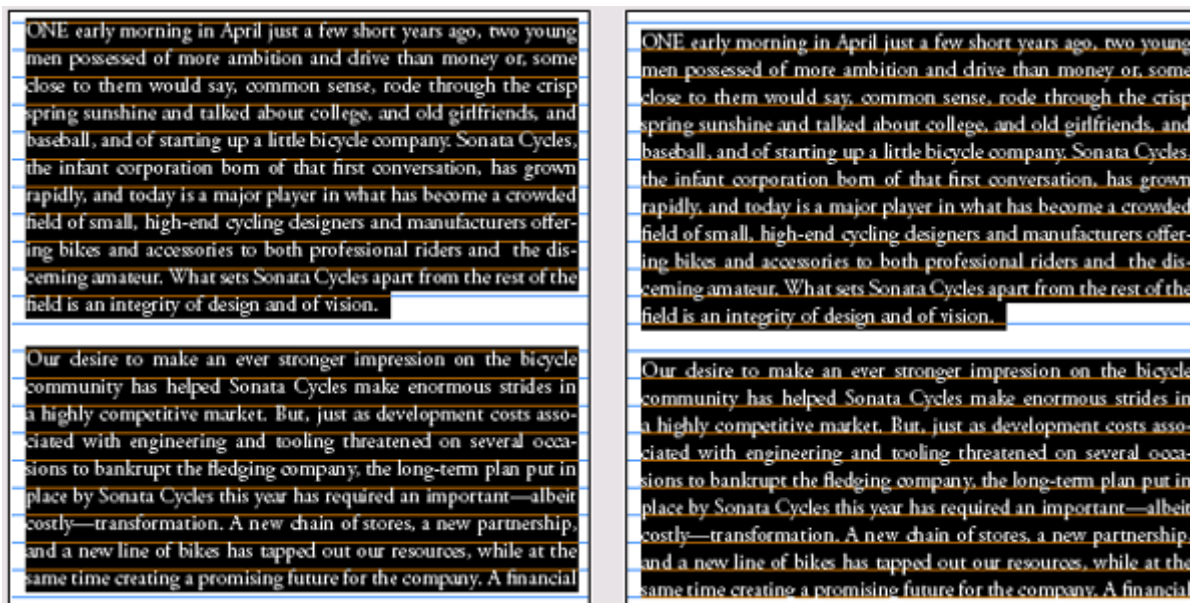 ONE early morning in April just a few short years ago, two young
men possessed of more ambition and drive than money or, some
close to them would say, common sense, rode through the crisp
spring sunshine and talked about college, and old girlfriends, and
baseball, and of starting up a little bicycle company. Sonata Cycles,
the infant corporation born of that first conversation, has grown
rapidly, and today is a major player in what has become a crowded
field of small, high-end cycling designers and manufacturers offer-
ing bikes and accessories to both professional riders and the dis-
cerning amateur. What sets Sonata Cycles apart from the rest of the
field is an integrity of design and of vision.
Our desire to make an ever stronger impression on the bicycle
community has helped Sonata Cycles make enormous strides in
a highly competitive market. But, just as development costs asso-
ciated with engineering and tooling threatened on several occa-
sions to bankrupt the fledging company, the long-term plan put in
place by Sonata Cycles this year has required an important—albeit
costly—transformation. A new chain of stores, a new partnership,
and a new line of bikes has tapped out our resources, while at the
same time creating a promising future for the company. A financial
ONE early morning in April just a few short years ago, two young
men possessed of more ambition and drive than money or, some
close to them would say, common sense, rode through the crisp
spring sunshine and talked about college, and old girlfriends, and
baseball, and of starting up a little bicycle company. Sonata Cycles,
the infant corporation born of that first conversation, has grown
rapidly, and today is a major player in what has become a crowded
field of small, high-end cycling designers and manufacturers offer-
ing bikes and accessories to both professional riders and the dis-
cerning amateur. What sets Sonata Cycles apart from the rest of the
field is an integrity of design and of vision.
Our desire to make an ever stronger impression on the bicycle
community has helped Sonata Cycles make enormous strides in
a highly competitive market. But, just as development costs asso-
ciated with engineering and tooling threatened on several occa-
sions to bankrupt the fledging company, the long-term plan put in
place by Sonata Cycles this year has required an important—albeit
costly—transformation. A new chain of stores, a new partnership,
and a new line of bikes has tapped out our resources, while at the
same time creating a promising future for the company. A financial